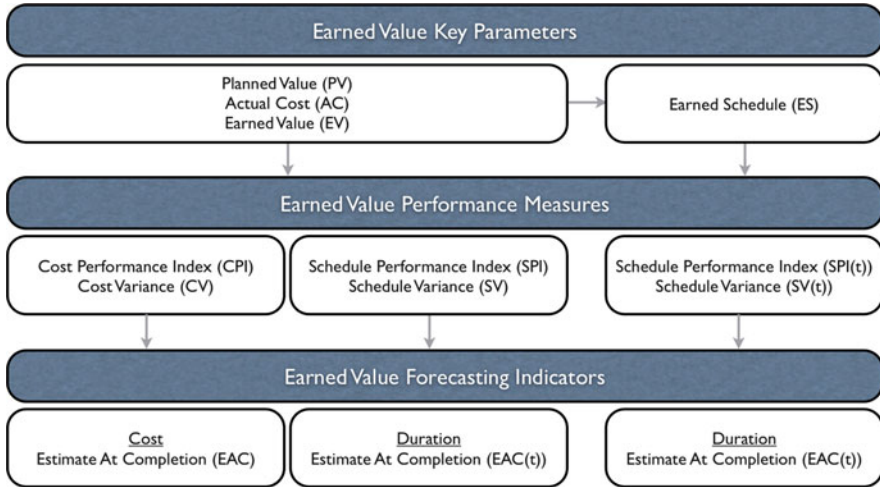 Earned Value Key Parameters
Planned Value (PV)
Actual Cost (AC)
Earned Value (EV)
Earned Schedule (ES)
Earned Value Performance Measures
Cost Performance Index (CPI)
Cost Variance (CV)
Schedule Performance Index (SPI)
Schedule Variance (SV)
Schedule Performance Index (SPI(t))
Schedule Variance (SV(t))
Earned Value Forecasting Indicators
Cost
Estimate At Completion (EAC)
Duration
Estimate At Completion (EAC(t))
Duration
Estimate At Completion (EAC(t))